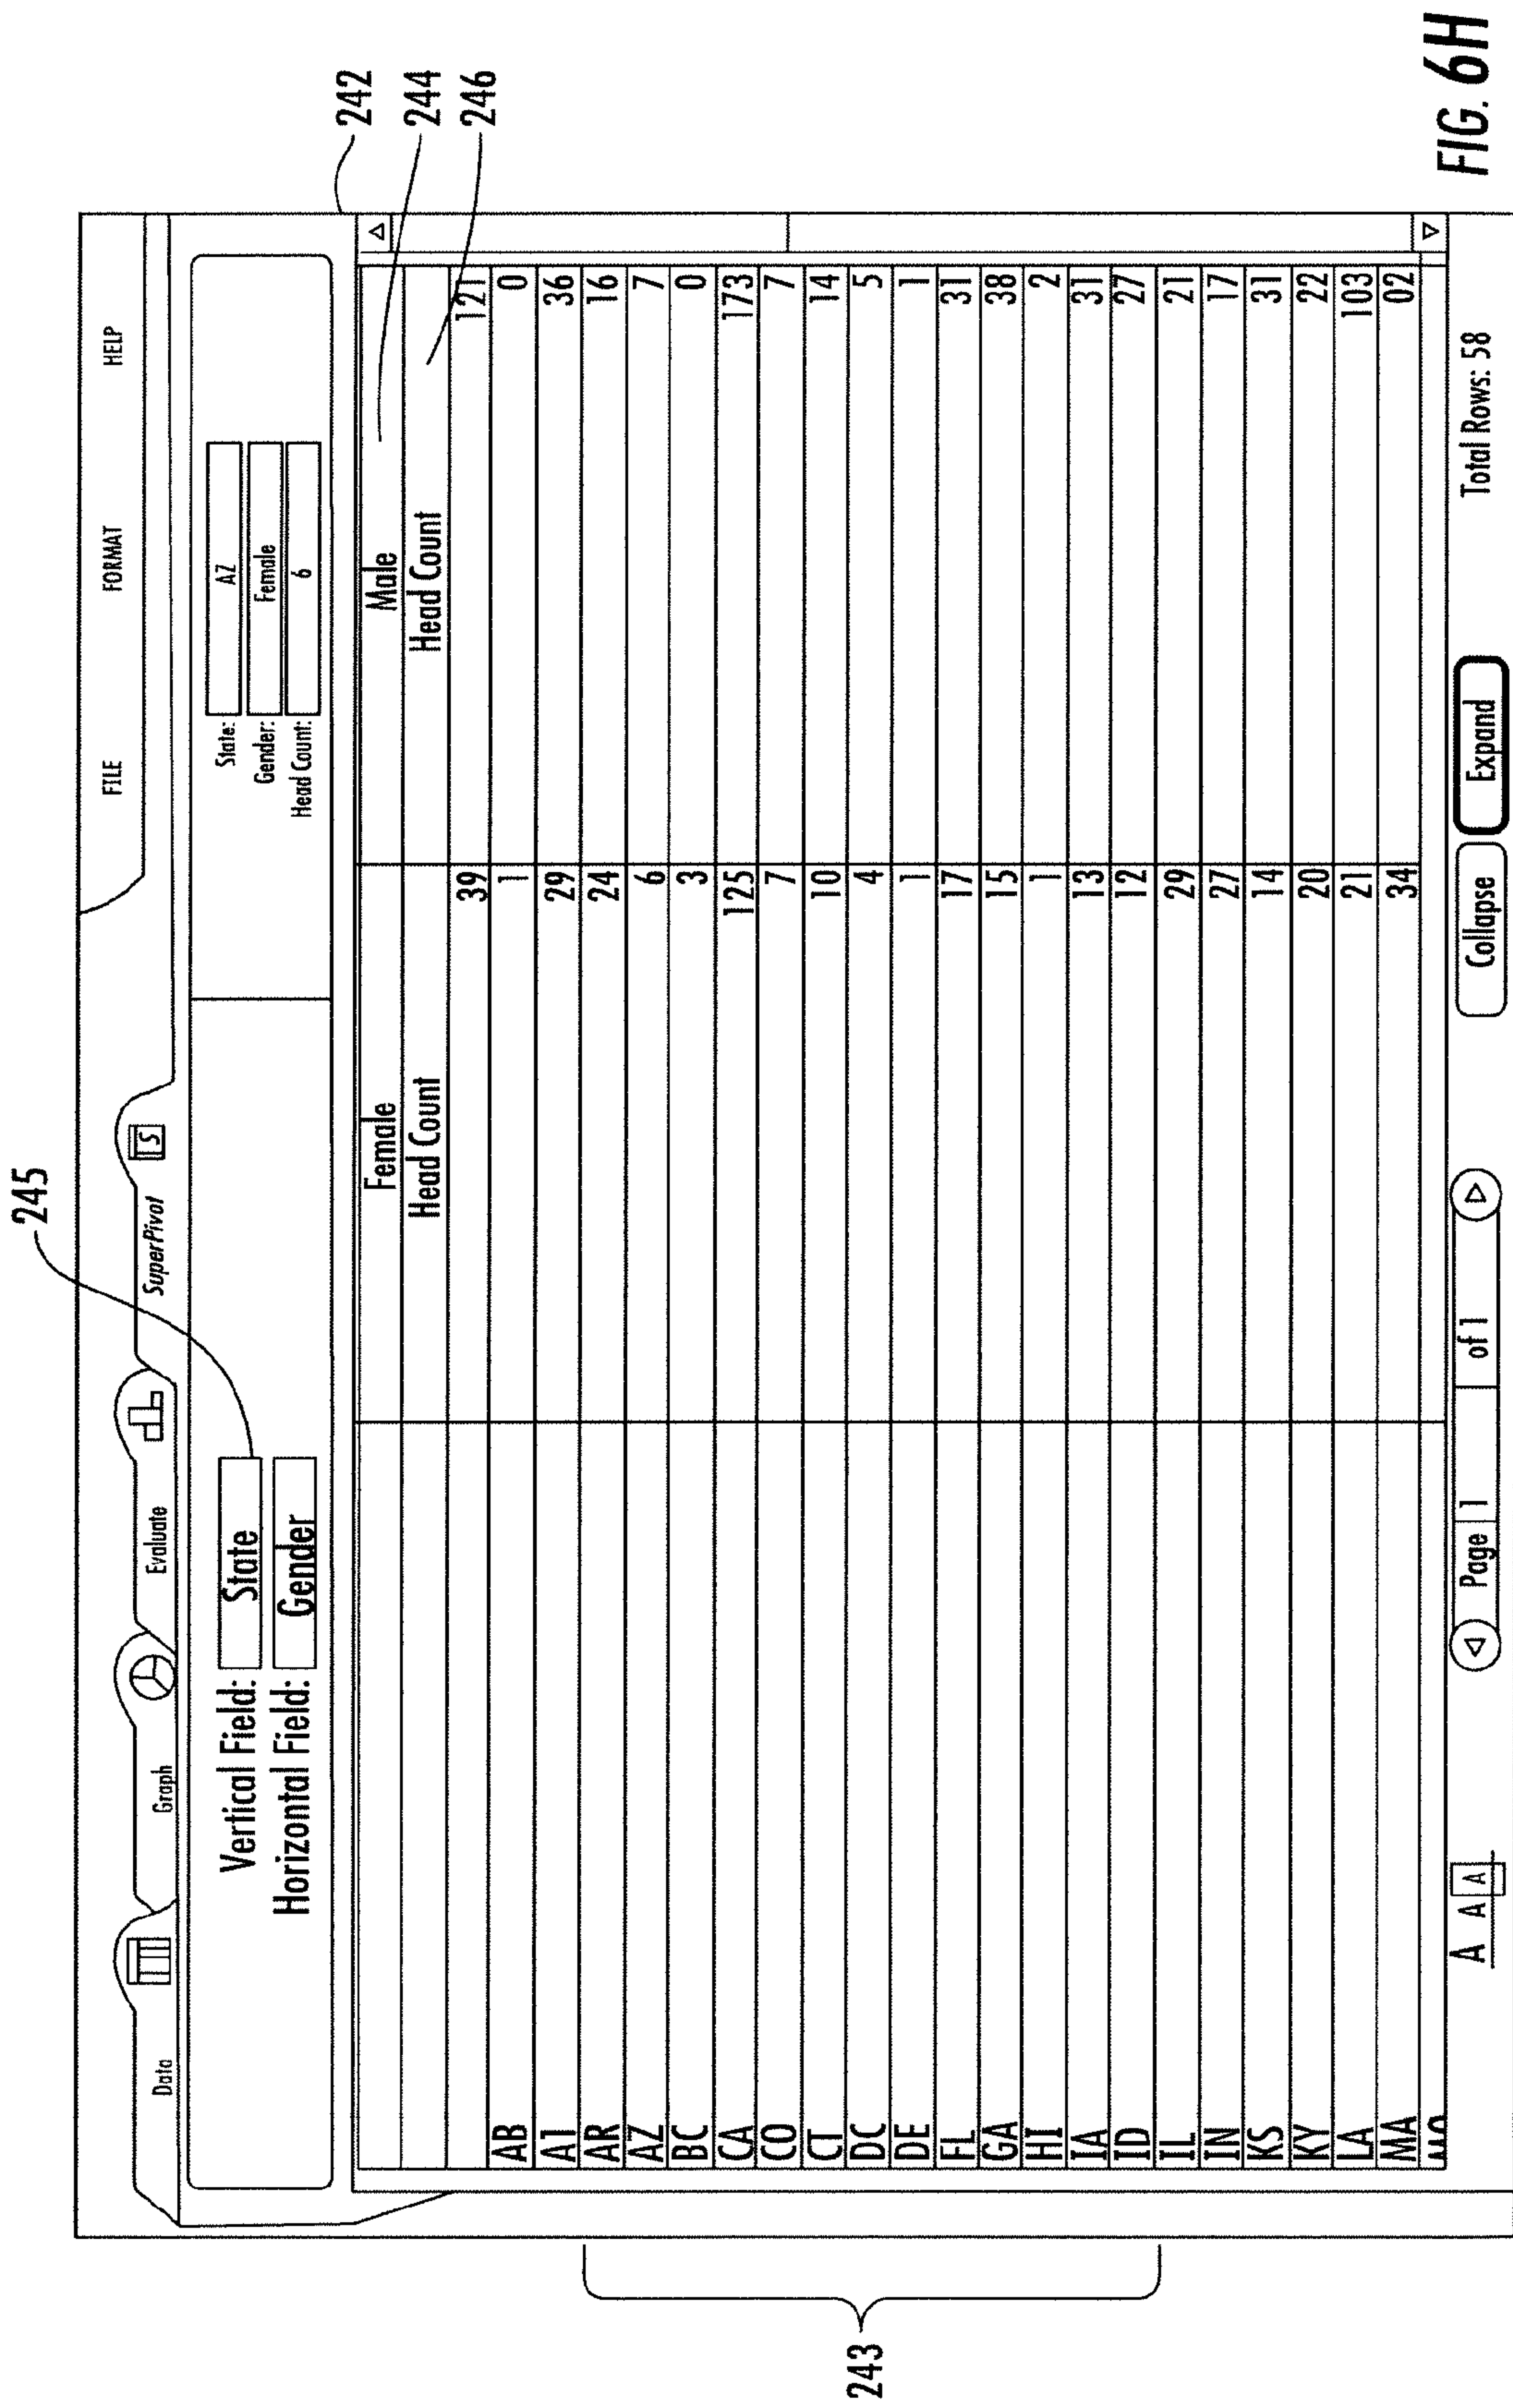 245
FILE FORMAT HELP
Data Graph Evaluate SuperPivot S
Vertical Field: State
Horizontal Field: Gender
State: AZ
Gender: Female
Head Count: 6
242
244
246
Female Male
Head Count Head Count
39 121
AB 1 0
A1 29 36
AR 24 16
AZ 6 7
BC 3 0
CA 125 173
CO 7 7
CT 10 14
DC 4 5
DE 1 1
FL 17 31
GA 15 38
HI 1 2
IA 13 31
ID 12 27
IL 29 21
IN 27 17
KS 14 31
KY 20 22
LA 21 103
MA 34 02
243
A A A Page 1 of 1 Collapse Expand Total Rows: 58
FIG. 6H